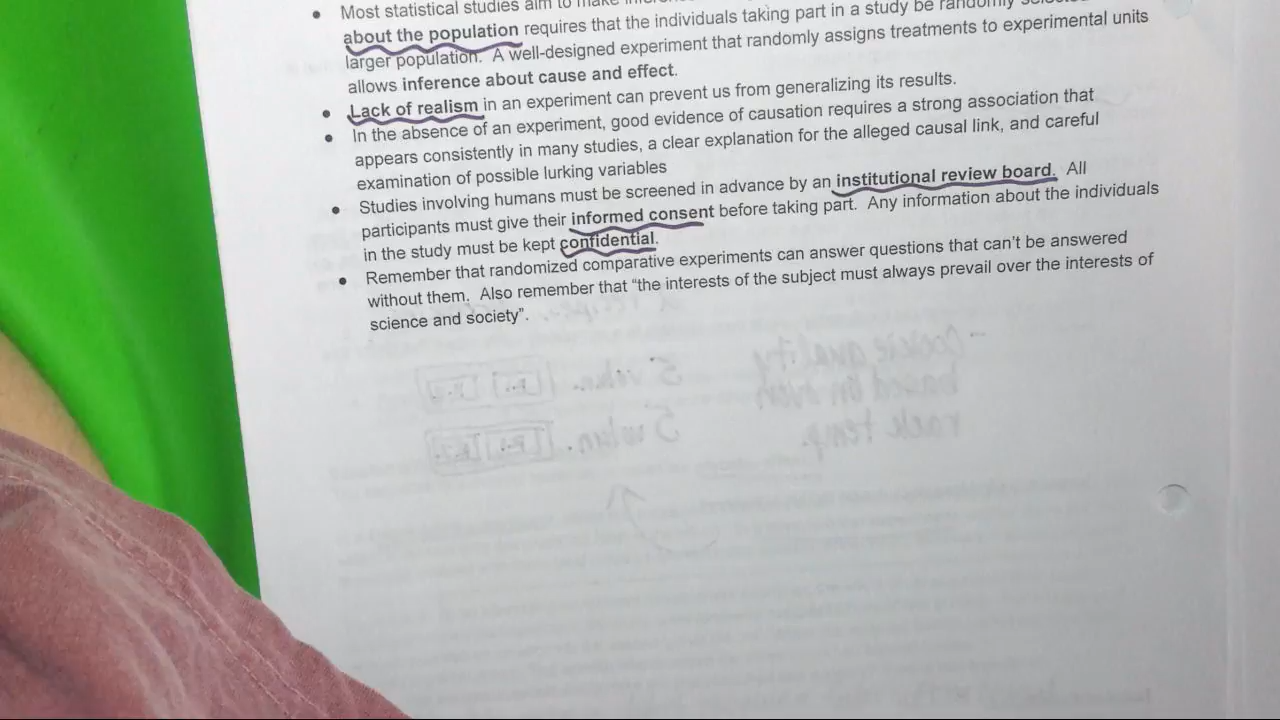 Most statistical studies aim to make
about the population requires that the individuals taking part in a study be randomly
larger population. A well-designed experiment that randomly assigns treatments to experimental units
allows inference about cause and effect.
• Lack of realism in an experiment can prevent us from generalizing its results.
• In the absence of an experiment, good evidence of causation requires a strong association that
appears consistently in many studies, a clear explanation for the alleged causal link, and careful
examination of possible lurking variables
• Studies involving humans must be screened in advance by an institutional review board. All
participants must give their informed consent before taking part. Any information about the individuals
in the study must be kept confidential.
• Remember that randomized comparative experiments can answer questions that can't be answered
without them. Also remember that “the interests of the subject must always prevail over the interests of
science and society”.